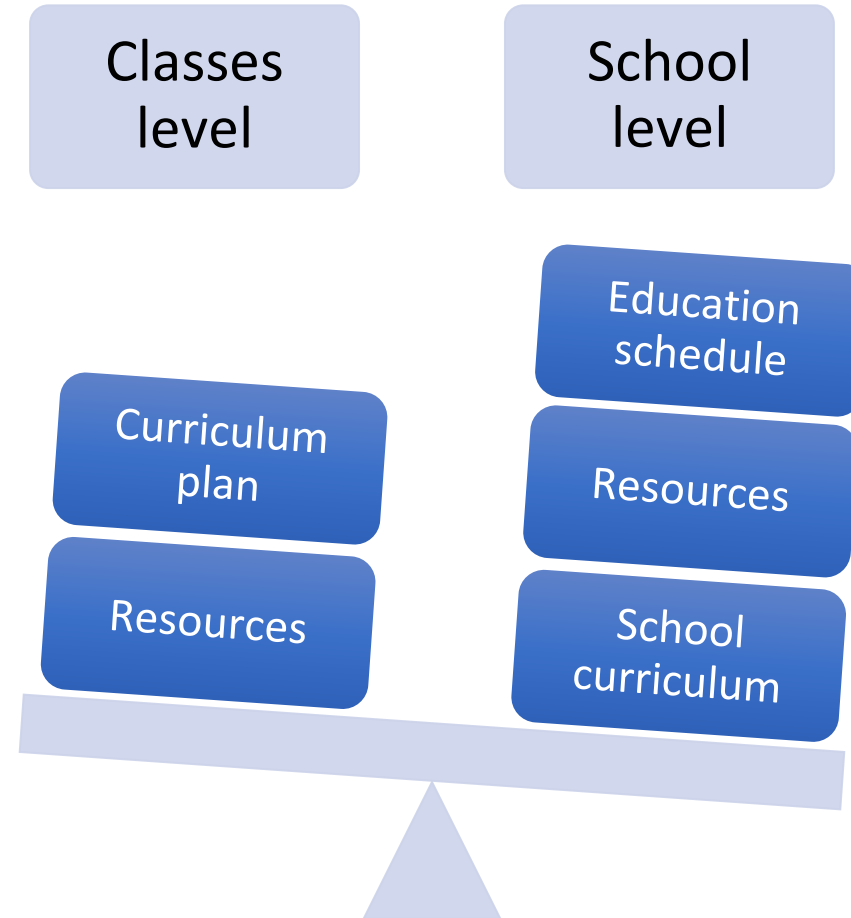 Classes
level
School
level
Education
schedule
Curriculum
plan
Resources
Resources
School
curriculum